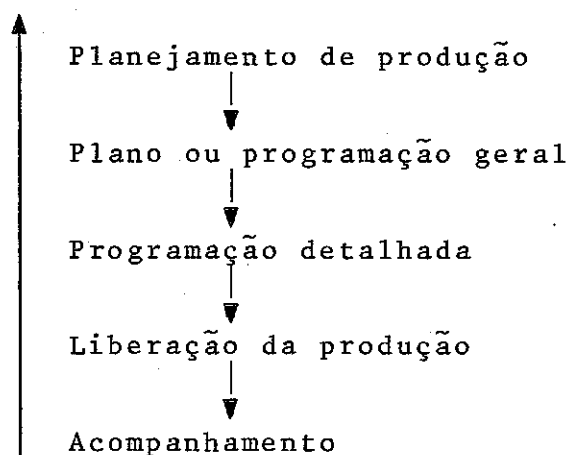 Planejamento de produção
Plano ou programação geral
Programação detalhada
Liberação da produção
Acompanhamento